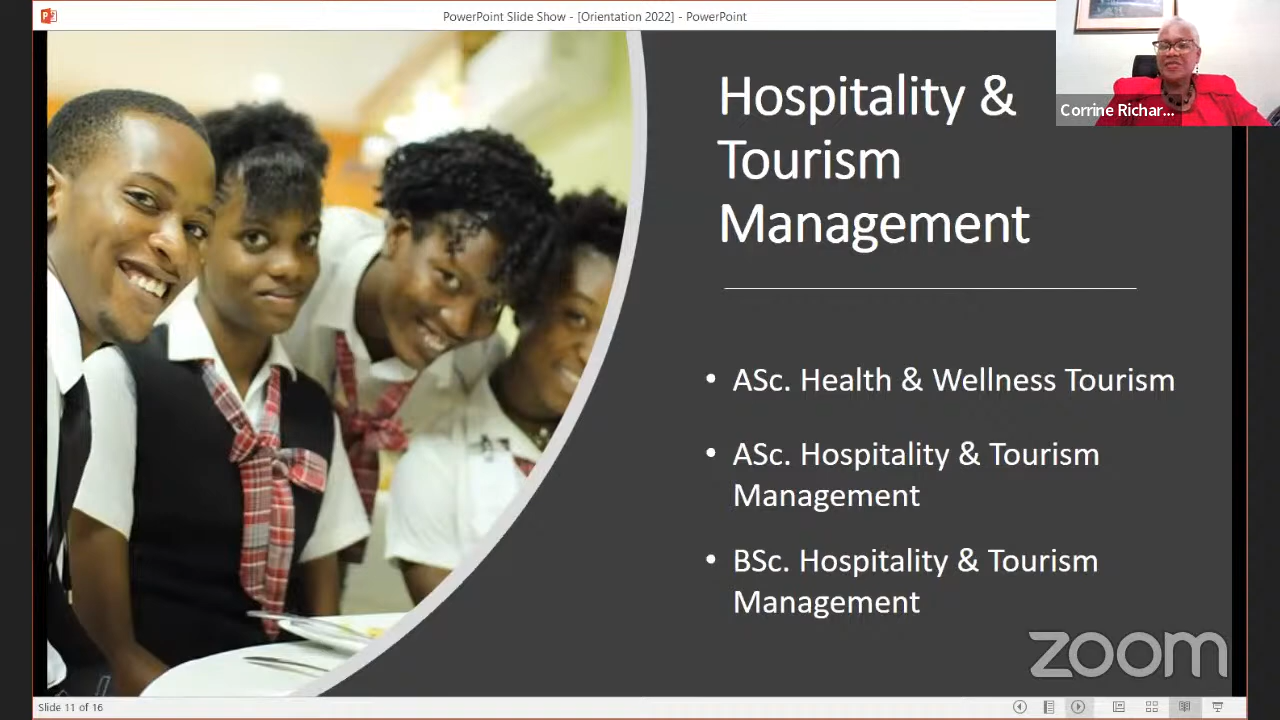 PowerPoint Slide Show - [Orientation 2022] - PowerPoint
Corrine Richar...
Hospitality &
Tourism
Management
• ASc. Health & Wellness Tourism
• ASc. Hospitality & Tourism
Management
• BSc. Hospitality & Tourism
Management
zoom
Slide 11 of 16